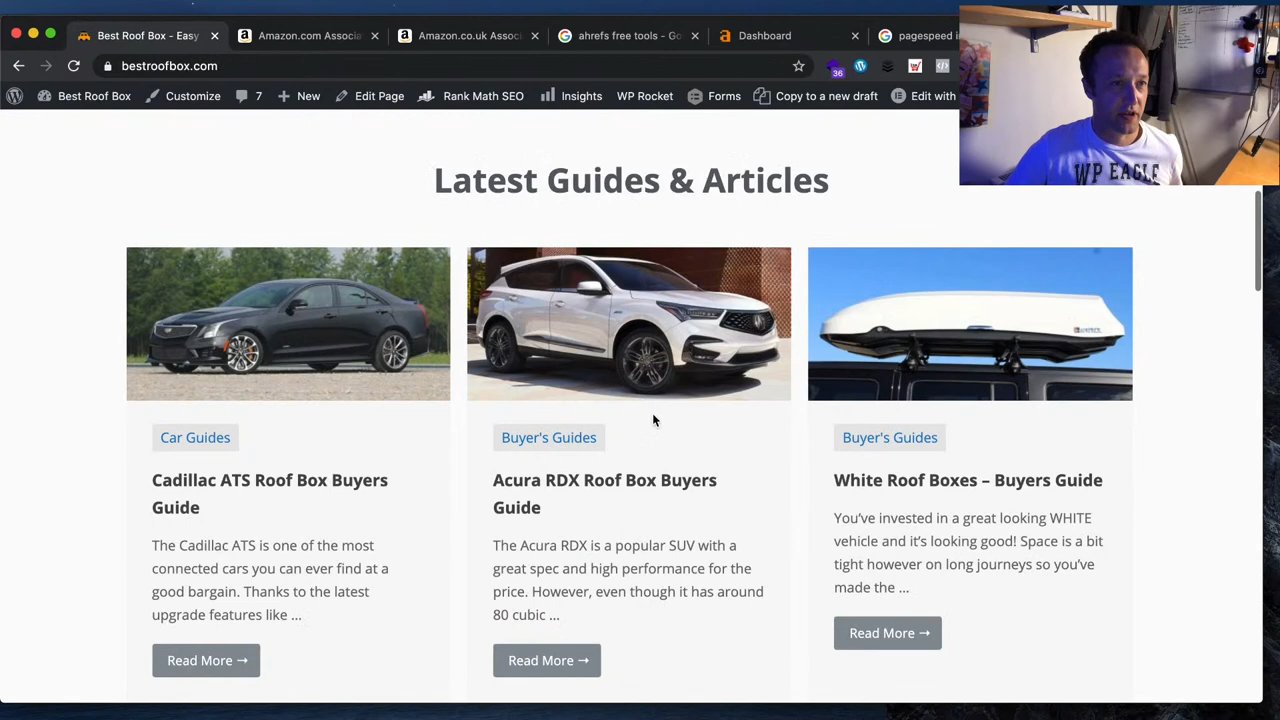 Best Roof Box - Easy
Amazon.com Associa
Amazon.co.uk Assoc
ahrefs free tools - Go
Dashboard
pagespeed i
bestroofbox.com
36
Best Roof Box
Customize
7
New
Edit Page
Rank Math SEO
Insights
WP Rocket
Forms
Copy to a new draft
Edit with
WP EAGLE
Latest Guides & Articles
Car Guides
Cadillac ATS Roof Box Buyers
Guide
The Cadillac ATS is one of the most
connected cars you can ever find at a
good bargain. Thanks to the latest
upgrade features like ...
Read More →
Buyer's Guides
Acura RDX Roof Box Buyers
Guide
The Acura RDX is a popular SUV with a
great spec and high performance for the
price. However, even though it has around
80 cubic ...
Read More →
Buyer's Guides
White Roof Boxes – Buyers Guide
You've invested in a great looking WHITE
vehicle and it's looking good! Space is a bit
tight however on long journeys so you've
made the ...
Read More →